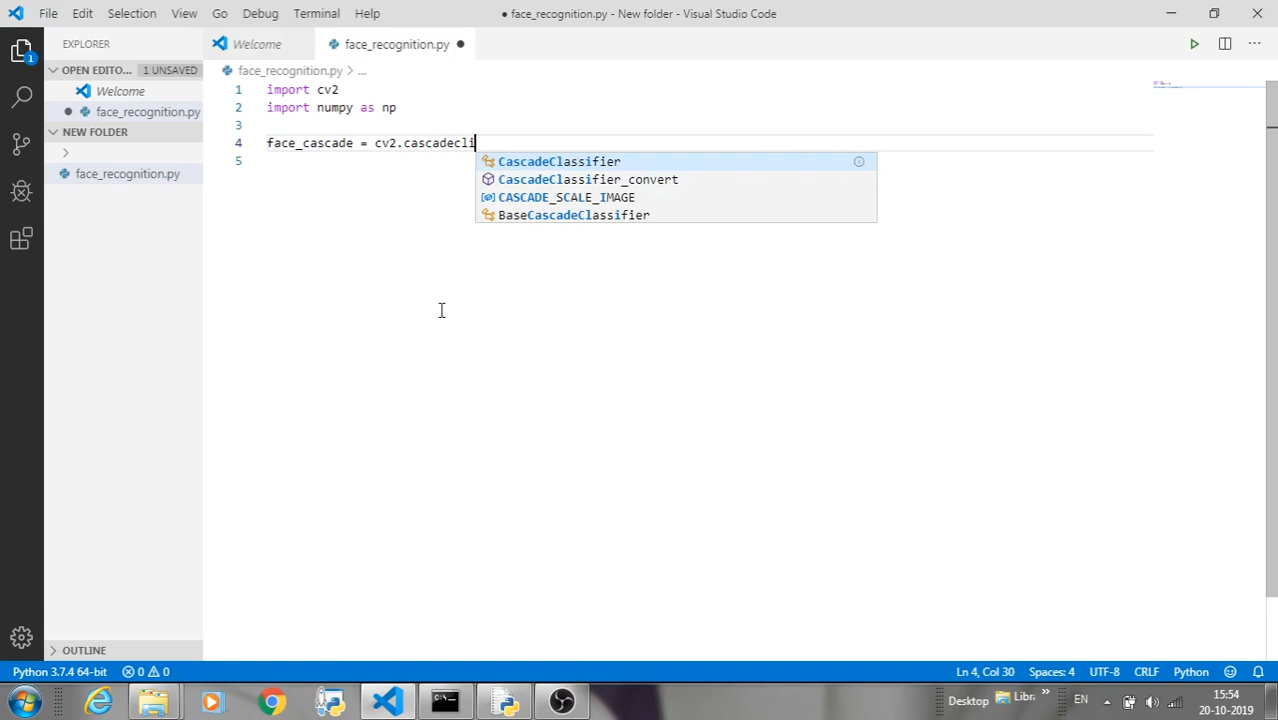 File Edit Selection View Go Debug Terminal Help
● face_recognition.py - New folder - Visual Studio Code
EXPLORER
Welcome
face_recognition.py
OPEN EDITO... 1 UNSAVED
face_recognition.py > ...
Welcome
face_recognition.py
NEW FOLDER
face_recognition.py
1 import cv2
2 import numpy as np
3
4 face_cascade = cv2.cascadecli
5
CascadeClassifier
CascadeClassifier_convert
CASCADE_SCALE_IMAGE
BaseCascadeClassifier
1
OUTLINE
Python 3.7.4 64-bit 0 0 Ln 4, Col 30 Spaces: 4 UTF-8 CRLF Python
Desktop Libr » EN 15:54
20-10-2019